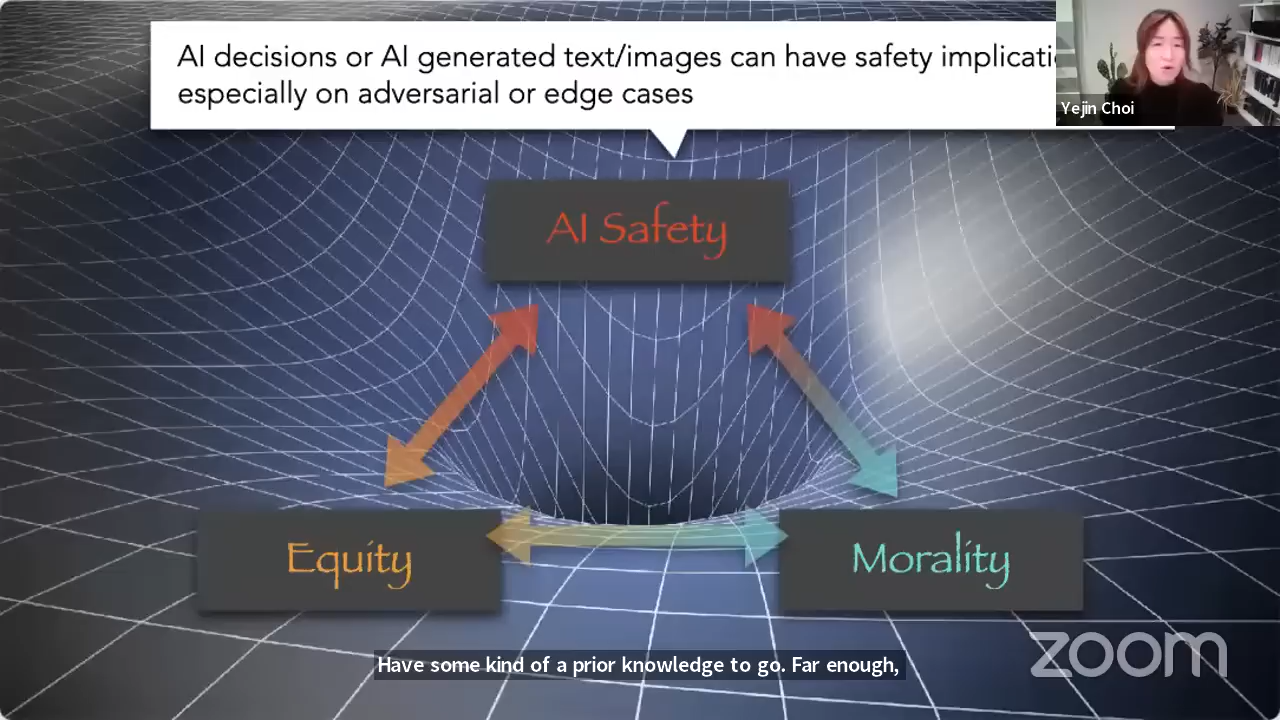 AI decisions or AI generated text/images can have safety
especially on adversarial or edge cases
Yejin Choi
AI Safety
Equity
Morality
Have some kind of a prior knowledge to go. Far enough,
zoom